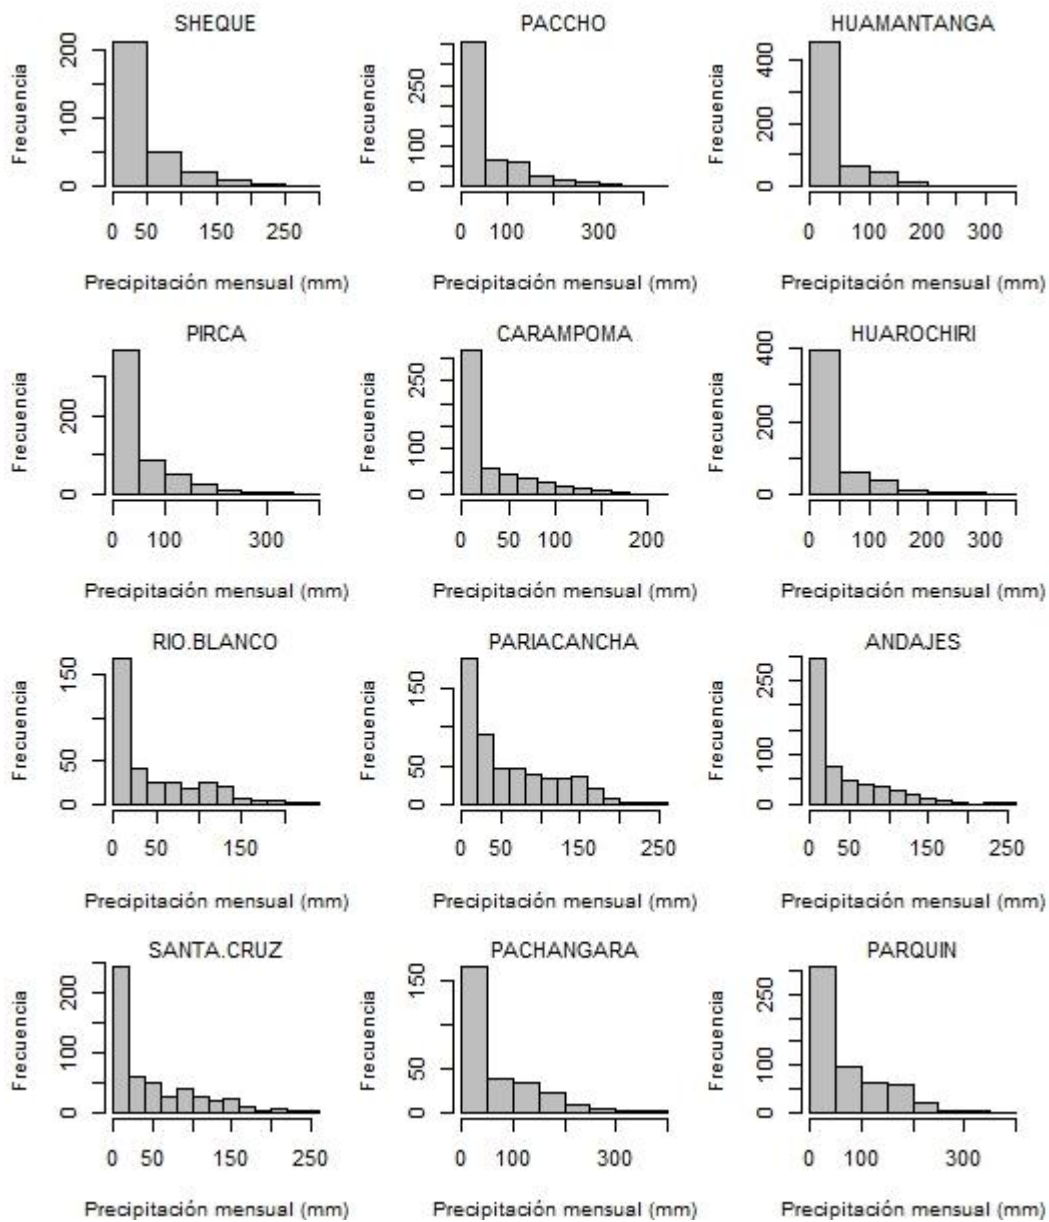 SHEQUE
Frecuencia
0 100 200
0 50 150 250
Precipitación mensual (mm)
PACCHO
Frecuencia
0 100 250
0 100 300
Precipitación mensual (mm)
HUAMANTANGA
Frecuencia
0 200 400
0 100 200 300
Precipitación mensual (mm)
PIRCA
Frecuencia
0 200
0 100 300
Precipitación mensual (mm)
CARAMPOMA
Frecuencia
0 100 250
0 50 100 200
Precipitación mensual (mm)
HUAROCHIRI
Frecuencia
0 200 400
0 100 200 300
Precipitación mensual (mm)
RIO.BLANCO
Frecuencia
0 50 150
0 50 150
Precipitación mensual (mm)
PARIACANCHA
Frecuencia
0 50 150
0 50 150 250
Precipitación mensual (mm)
ANDAJES
Frecuencia
0 100 250
0 50 150 250
Precipitación mensual (mm)
SANTA.CRUZ
Frecuencia
0 100 200
0 50 150 250
Precipitación mensual (mm)
PACHANGARA
Frecuencia
0 50 150
0 100 300
Precipitación mensual (mm)
PARQUIN
Frecuencia
0 100 250
0 100 300
Precipitación mensual (mm)